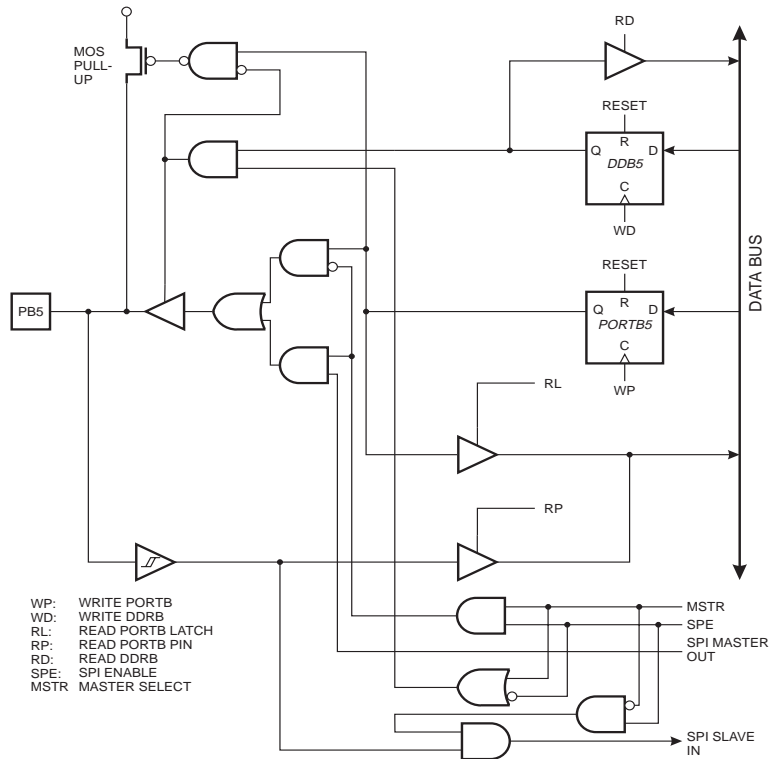 RD
MOS
PULL-
UP
RESET
R
Q
D
DDB5
C
WD
DATA BUS
RESET
R
Q
D
PORTB5
C
WP
PB5
RL
RP
WP: WRITE PORTB
WD: WRITE DDRB
RL: READ PORTB LATCH
RP: READ PORTB PIN
RD: READ DDRB
SPE: SPI ENABLE
MSTR MASTER SELECT
MSTR
SPE
SPI MASTER
OUT
SPI SLAVE
IN